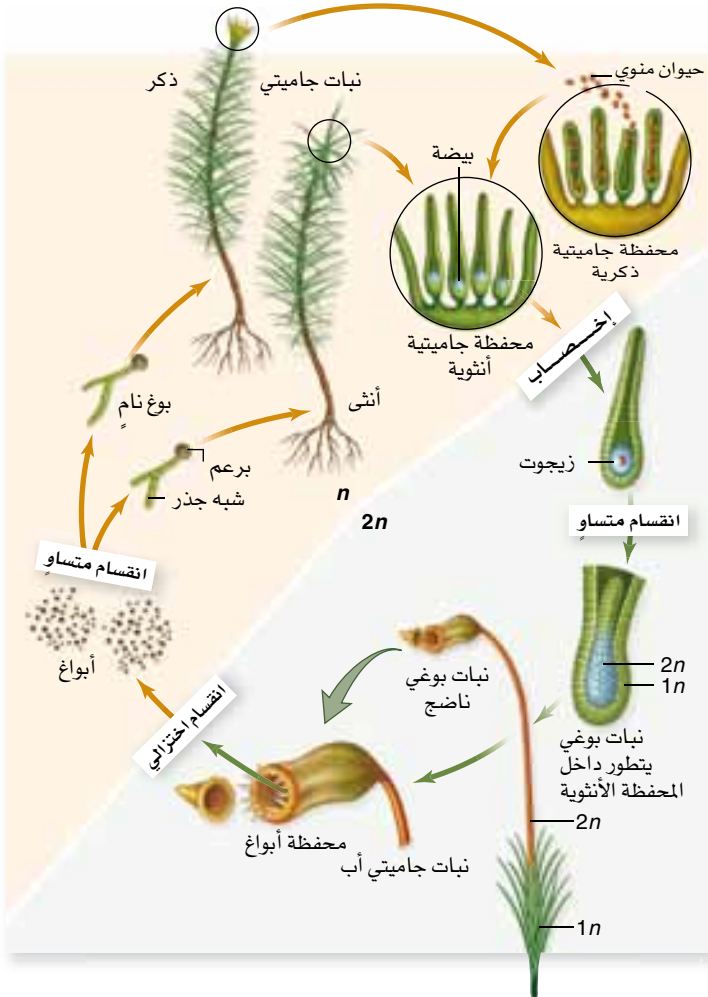 نبات جاميتي
ذكر
حيوان منوي
بيضة
محفظة جاميتية
ذكرية
محفظة جاميتية
أنثوية
إخـــصـــاب
أنثى
بوغ نامٍ
برعم
شبه جذر
n
2n
زيجوت
انقسام متساوٍ
انقسام متساوٍ
أبواغ
2n
1n
نبات بوغي
ناضج
نبات بوغي
يتطور داخل
المحفظة الأنثوية
انقسام اختزالي
محفظة أبواغ
نبات جاميتي أب
2n
1n